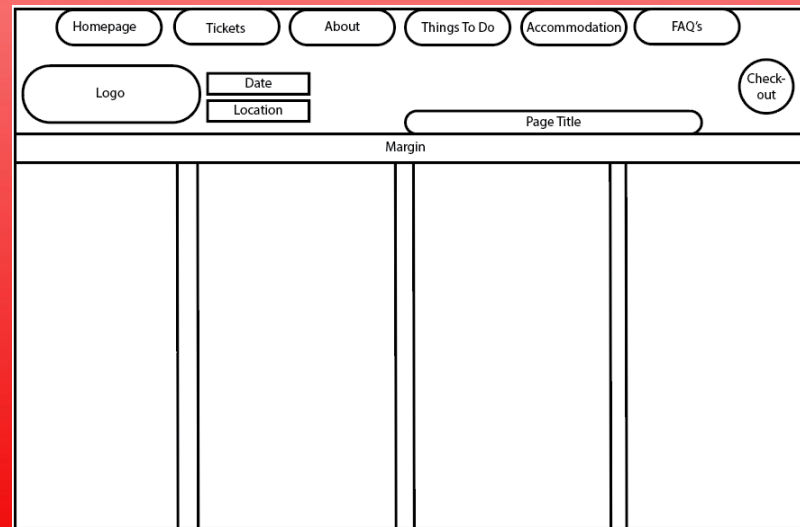 Homepage
Tickets
About
Things To Do
Accommodation
FAQ's
Logo
Date
Location
Page Title
Check-
out
Margin